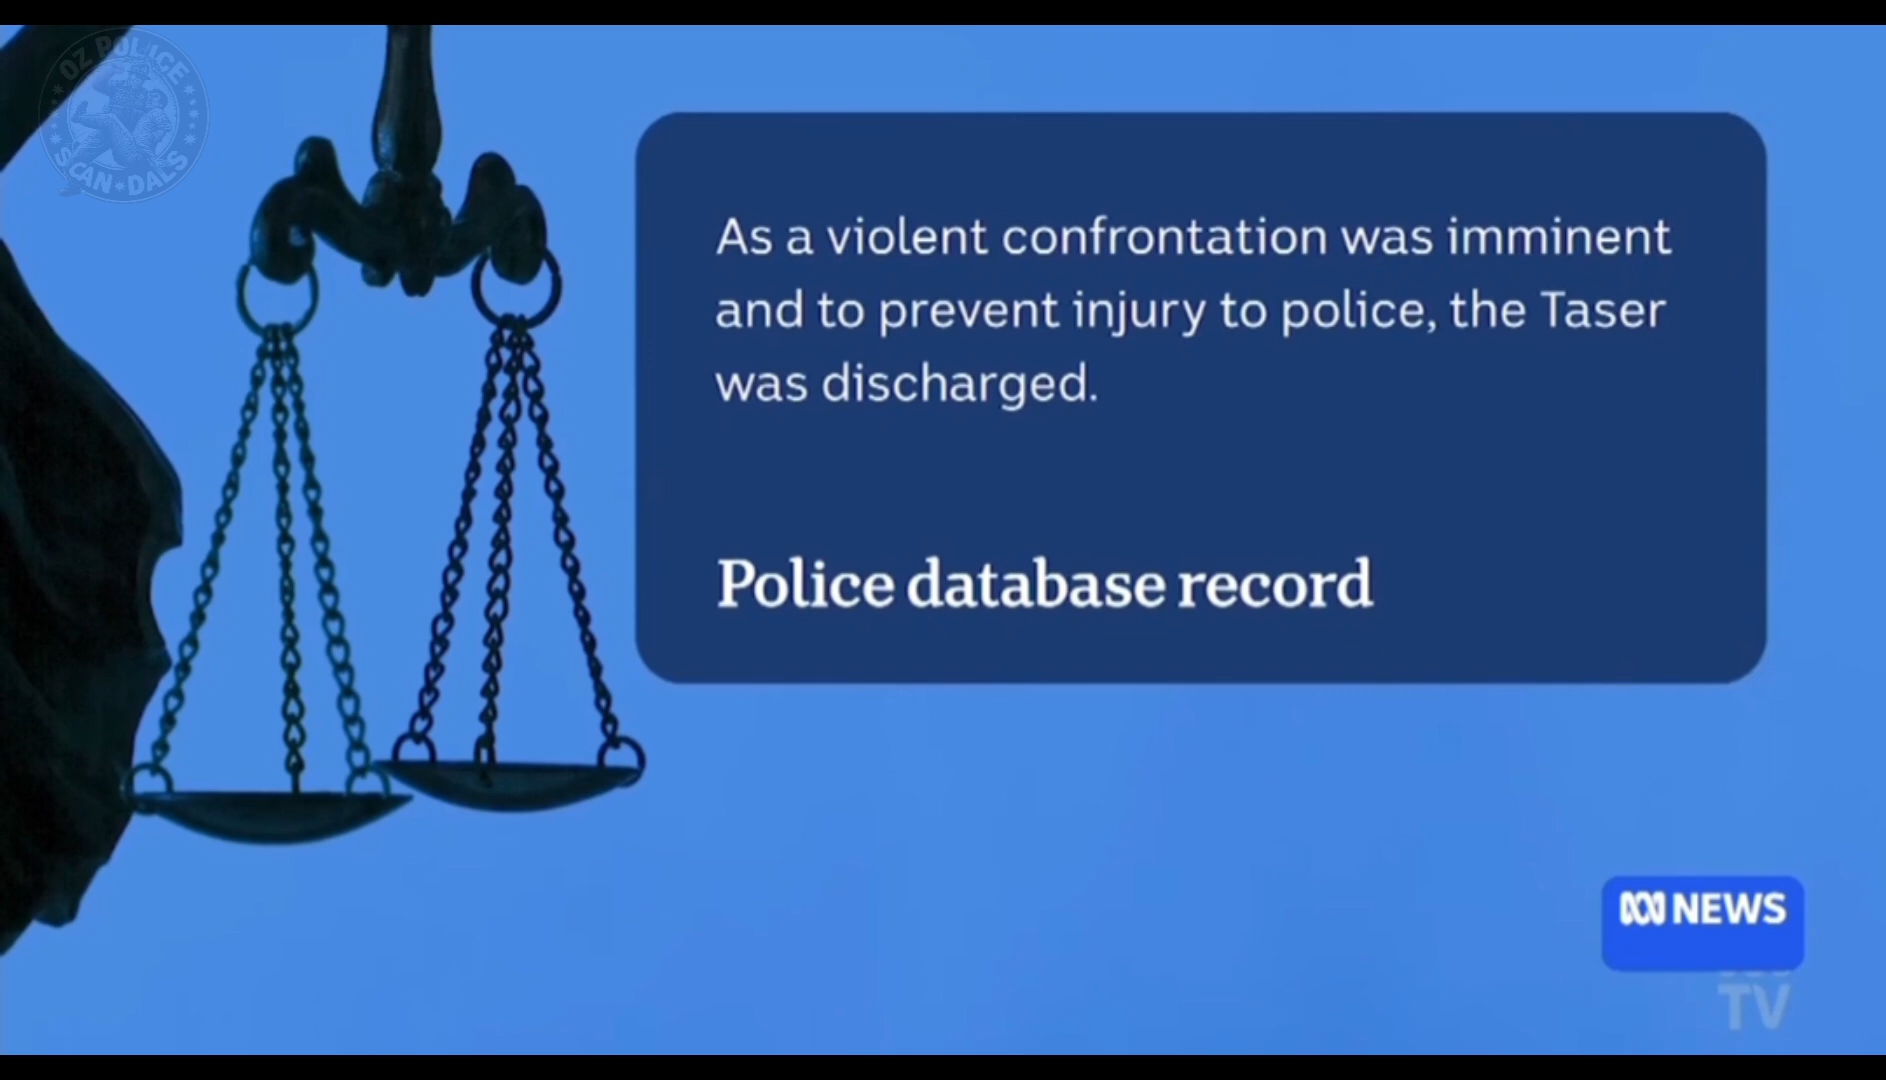 OZ POLICE
SCAN*DALS
As a violent confrontation was imminent
and to prevent injury to police, the Taser
was discharged.
Police database record
NEWS
TV